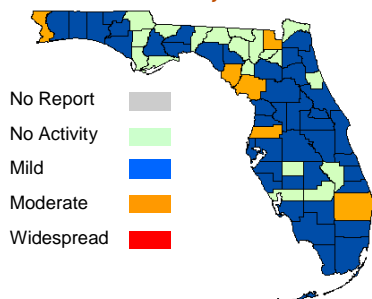 No Report
No Activity
Mild
Moderate
Widespread